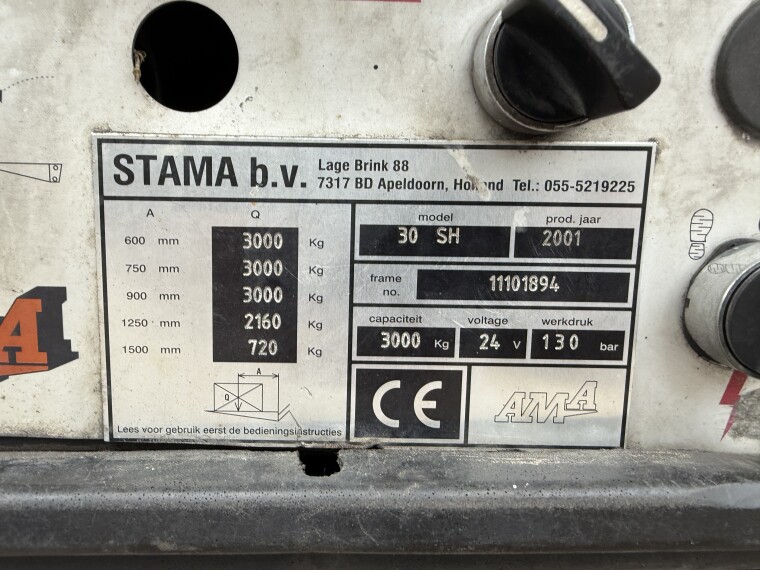 STAMA b.v.
Lage Brink 88
7317 BD Apeldoorn, Holland Tel.: 055-5219225
A Q
600 mm 3000 Kg
750 mm 3000 Kg
900 mm 3000 Kg
1250 mm 2160 Kg
1500 mm 720 Kg
A
Q
Lees voor gebruik eerst de bedieningsinstructies
model prod. jaar
30 SH 2001
frame no. 11101894
capaciteit voltage werkdruk
3000 Kg 24 V 130 bar
CE
AMA
A